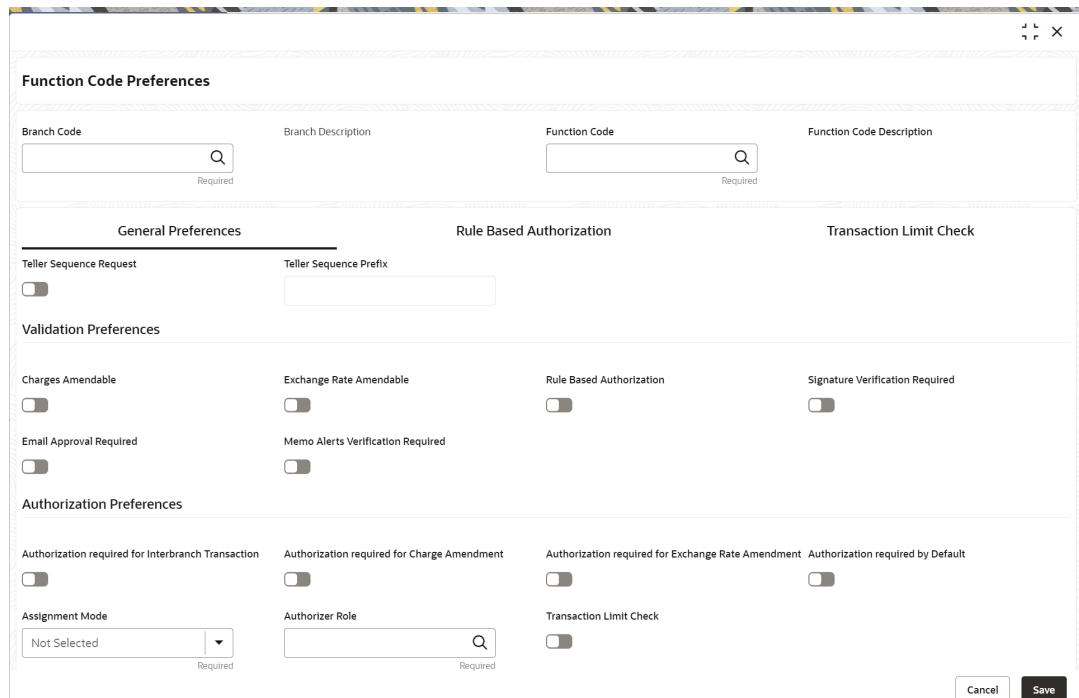 Function Code Preferences
Branch Code
Branch Description
Function Code
Function Code Description
Required
Required
General Preferences
Rule Based Authorization
Transaction Limit Check
Teller Sequence Request
Teller Sequence Prefix
Validation Preferences
Charges Amendable
Exchange Rate Amendable
Rule Based Authorization
Signature Verification Required
Email Approval Required
Memo Alerts Verification Required
Authorization Preferences
Authorization required for Interbranch Transaction
Authorization required for Charge Amendment
Authorization required for Exchange Rate Amendment
Authorization required by Default
Assignment Mode
Authorizer Role
Transaction Limit Check
Not Selected
Required
Required
Cancel
Save